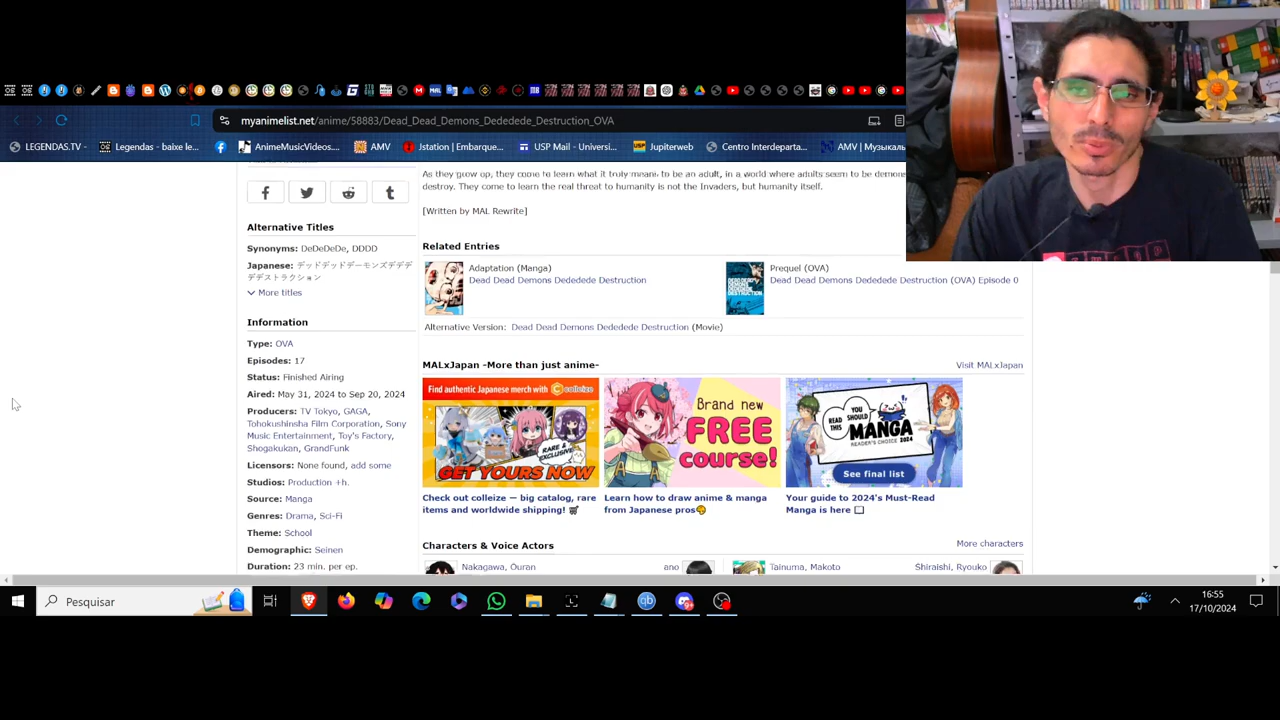 myanimelist.net/anime/58883/Dead_Dead_Demons_Dededede_Destruction_OVA
LEGENDAS.TV -
Legendas - baixe le...
AnimeMusicVideos....
AMV
Jstation | Embarque...
USP Mail - Universi...
Jupiterweb
Centro Interdeparta...
AMV | Музыкаль
As they grow up, they come to learn what it truly means to be an adult, in a world where adults seem to be
destroy. They come to learn the real threat to humanity is not the Invaders, but humanity itself.
[Written by MAL Rewrite]
Alternative Titles
Synonyms: DeDeDeDe, DDDD
Japanese: デッドデッドデーモンズデデデ
デデストラクション
More titles
Information
Type: OVA
Episodes: 17
Status: Finished Airing
Aired: May 31, 2024 to Sep 20, 2024
Producers: TV Tokyo, GAGA,
Tohokushinsha Film Corporation, Sony
Music Entertainment, Toy's Factory,
Shogakukan, GrandFunk
Licensors: None found, add some
Studios: Production +h.
Source: Manga
Genres: Drama, Sci-Fi
Theme: School
Demographic: Seinen
Duration: 23 min. per ep.
Related Entries
Adaptation (Manga)
Dead Dead Demons Dededede Destruction
Prequel (OVA)
Dead Dead Demons Dededede Destruction (OVA) Episode 0
Alternative Version: Dead Dead Demons Dededede Destruction (Movie)
MALxJapan -More than just anime-
Visit MALxJapan
Find authentic Japanese merch with colleize
RARE &
EXCLUSIVE
GET YOURS NOW
Brand new
FREE
course!
YOU SHOULD
READ THIS
MANGA
READER'S CHOICE 2024
See final list
Check out colleize — big catalog, rare
items and worldwide shipping!
Learn how to draw anime & manga
from Japanese pros
Your guide to 2024's Must-Read
Manga is here
Characters & Voice Actors
More characters
Nakagawa, Ouran
ano
Tainuma, Makoto
Shiraishi, Ryouko
Pesquisar
16:55
17/10/2024